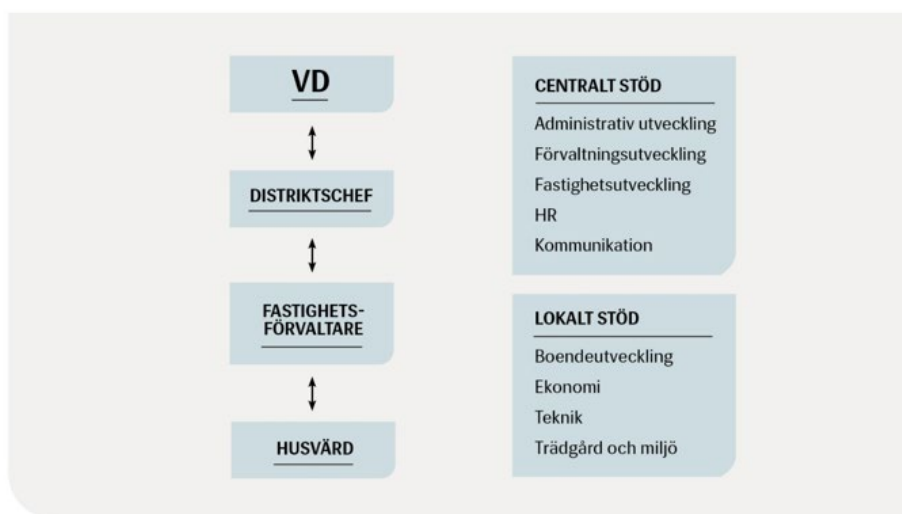 VD
DISTRIKTSCHEF
FASTIGHETS-
FÖRVALTARE
HUSVÄRD
CENTRALT STÖD
Administrativ utveckling
Förvaltningsutveckling
Fastighetsutveckling
HR
Kommunikation
LOKALT STÖD
Boendeutveckling
Ekonomi
Teknik
Trädgård och miljö